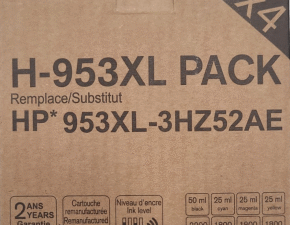 X4
H-953XL PACK
Remplace/Substitut
HP* 953XL-3HZ52AE
2 ANS
YEARS
Garantie
Cartouche
remanufacturée
Remanufactured
Niveau d'encre
Ink level
50 ml
black
25 ml
cyan
25 ml
magenta
25 ml
yellow